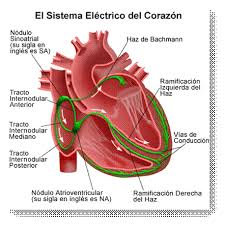 El Sistema Eléctrico del Corazón
Nódulo
Sinoatrial
(su sigla en
inglés es SA)
Haz de Bachmann
Ramificación
Izquierda del
Haz
Tracto
Internodular
Anterior
Tracto
Internodular
Mediano
Tracto
Internodular
Posterior
Vías de
Conducción
Nódulo Atrioventricular
(su sigla en inglés es NA)
Ramificación Derecha
del Haz